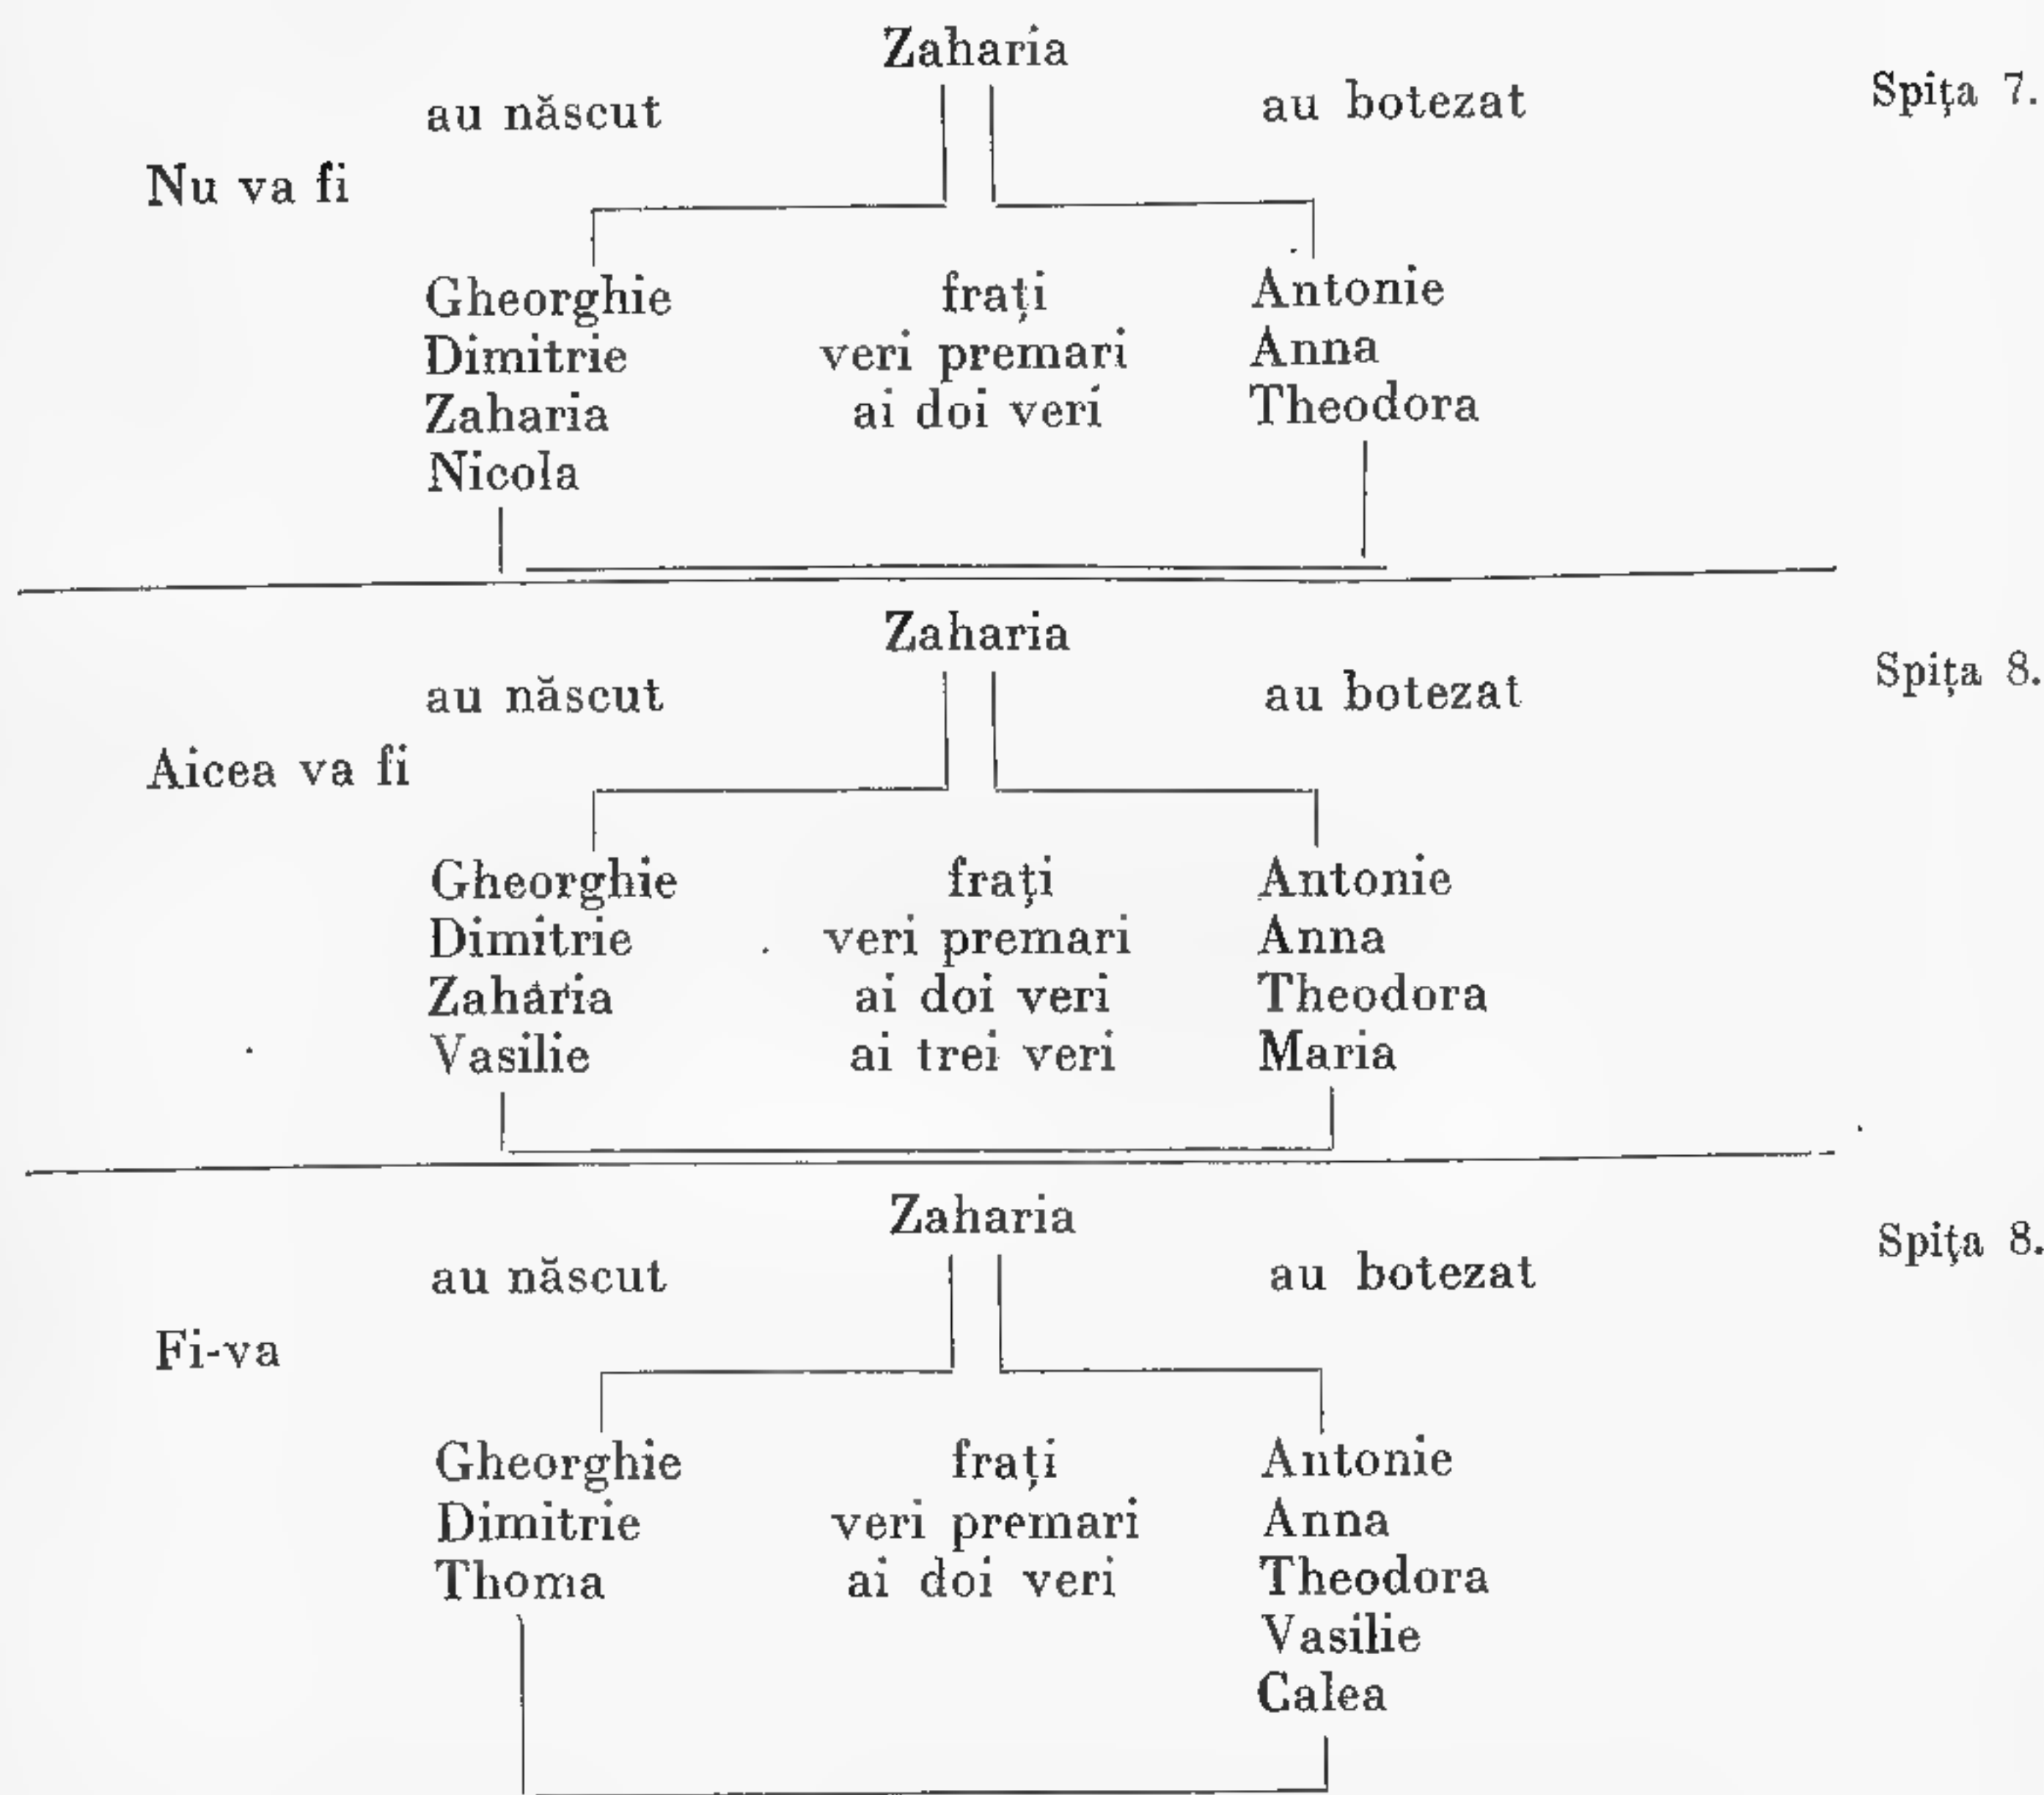 Zaharia
au născut au botezat Spița 7.
Nu va fi
Gheorghie frați Antonie
Dimitrie veri premari Anna
Zaharia ai doi veri Theodora
Nicola
Zaharia
au născut au botezat Spița 8.
Aicea va fi
Gheorghie frați Antonie
Dimitrie veri premari Anna
Zaharia ai doi veri Theodora
Vasilie ai trei veri Maria
Zaharia
au născut au botezat Spița 8.
Fi-va
Gheorghie frați Antonie
Dimitrie veri premari Anna
Thoma ai doi veri Theodora
Vasilie
Calea